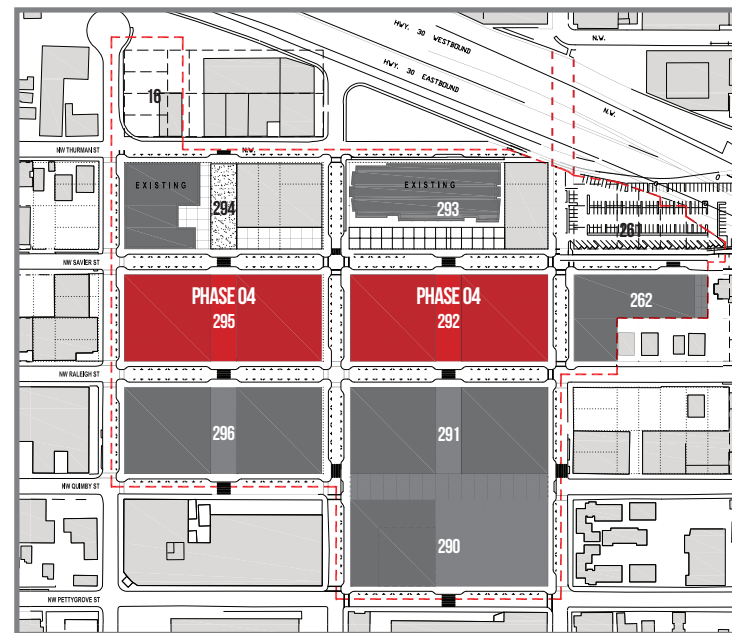 HWY. 30 WESTBOUND
N.W.
HWY. 30 EASTBOUND
16
N.W.
NW THURMAN ST
N.W.
EXISTING
294
EXISTING
293
261
NW SAVIER ST
PHASE 04
295
PHASE 04
292
262
NW RALEIGH ST
296
291
NW QUIMBY ST
290
NW PETTYGROVE ST